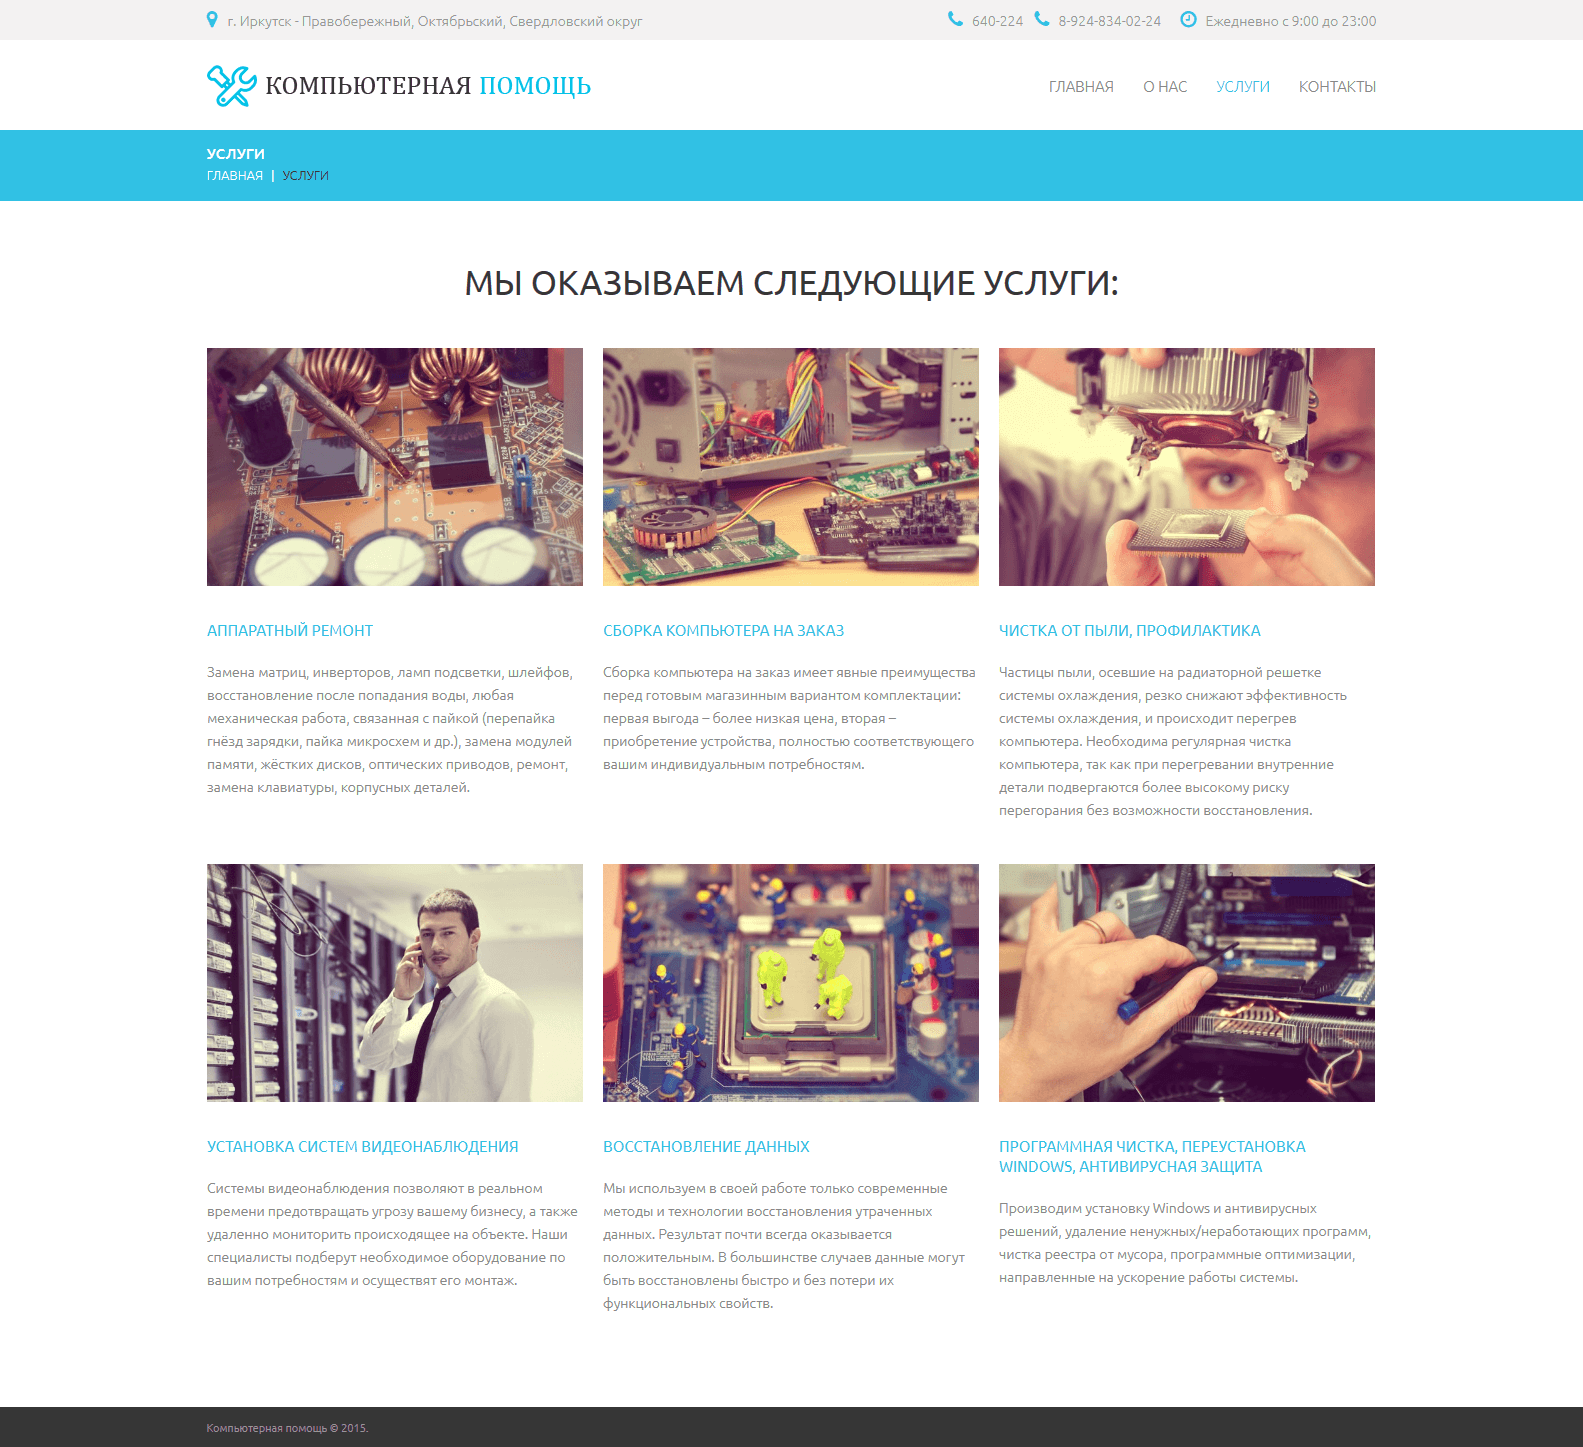 г. Иркутск - Правобережный, Октябрьский, Свердловский округ
640-224 8-924-834-02-24 Ежедневно с 9:00 до 23:00
КОМПЬЮТЕРНАЯ ПОМОЩЬ
ГЛАВНАЯ О НАС УСЛУГИ КОНТАКТЫ
УСЛУГИ
ГЛАВНАЯ | УСЛУГИ
МЫ ОКАЗЫВАЕМ СЛЕДУЮЩИЕ УСЛУГИ:
АППАРАТНЫЙ РЕМОНТ
Замена матриц, инверторов, ламп подсветки, шлейфов,
восстановление после попадания воды, любая
механическая работа, связанная с пайкой (перепайка
гнёзд зарядки, пайка микросхем и др.), замена модулей
памяти, жёстких дисков, оптических приводов, ремонт,
замена клавиатуры, корпусных деталей.
СБОРКА КОМПЬЮТЕРА НА ЗАКАЗ
Сборка компьютера на заказ имеет явные преимущества
перед готовым магазинным вариантом комплектации:
первая выгода – более низкая цена, вторая –
приобретение устройства, полностью соответствующего
вашим индивидуальным потребностям.
ЧИСТКА ОТ ПЫЛИ, ПРОФИЛАКТИКА
Частицы пыли, осевшие на радиаторной решетке
системы охлаждения, резко снижают эффективность
системы охлаждения, и происходит перегрев
компьютера. Необходима регулярная чистка
компьютера, так как при перегревании внутренние
детали подвергаются более высокому риску
перегорания без возможности восстановления.
УСТАНОВКА СИСТЕМ ВИДЕОНАБЛЮДЕНИЯ
Системы видеонаблюдения позволяют в реальном
времени предотвращать угрозу вашему бизнесу, а также
удаленно мониторить происходящее на объекте. Наши
специалисты подберут необходимое оборудование по
вашим потребностям и осуществят его монтаж.
ВОССТАНОВЛЕНИЕ ДАННЫХ
Мы используем в своей работе только современные
методы и технологии восстановления утраченных
данных. Результат почти всегда оказывается
положительным. В большинстве случаев данные могут
быть восстановлены быстро и без потери их
функциональных свойств.
ПРОГРАММНАЯ ЧИСТКА, ПЕРЕУСТАНОВКА
WINDOWS, АНТИВИРУСНАЯ ЗАЩИТА
Производим установку Windows и антивирусных
решений, удаление ненужных/неработающих программ,
чистка реестра от мусора, программные оптимизации,
направленные на ускорение работы системы.
Компьютерная помощь © 2015.